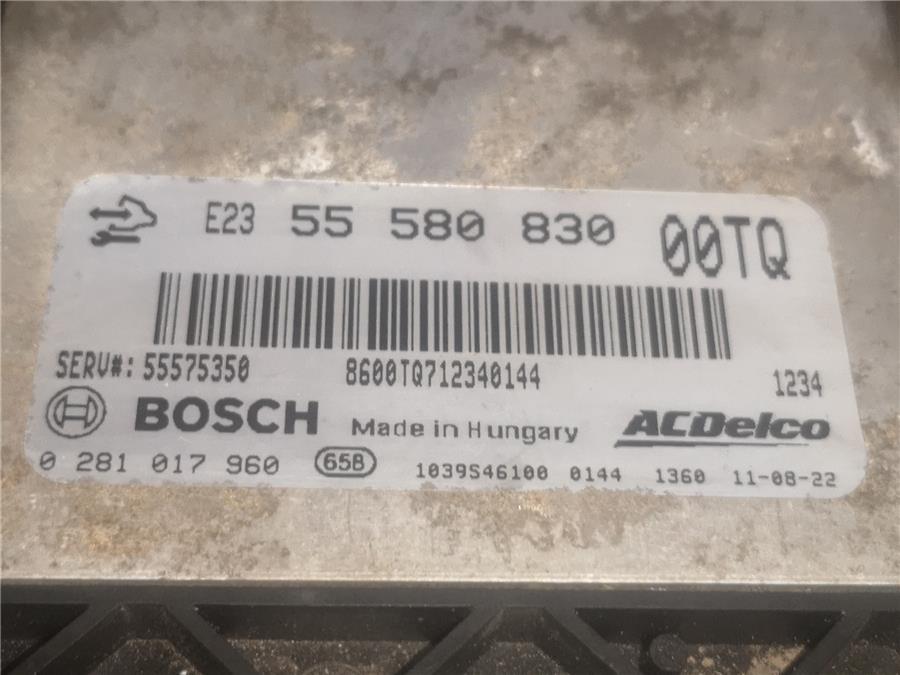 E23 55 580 830 00TQ
SERV#: 55575350 8600TQ712340144 1234
BOSCH Made in Hungary ACDelco
0 281 017 960 65B 1039S46100 0144 1360 11-08-22